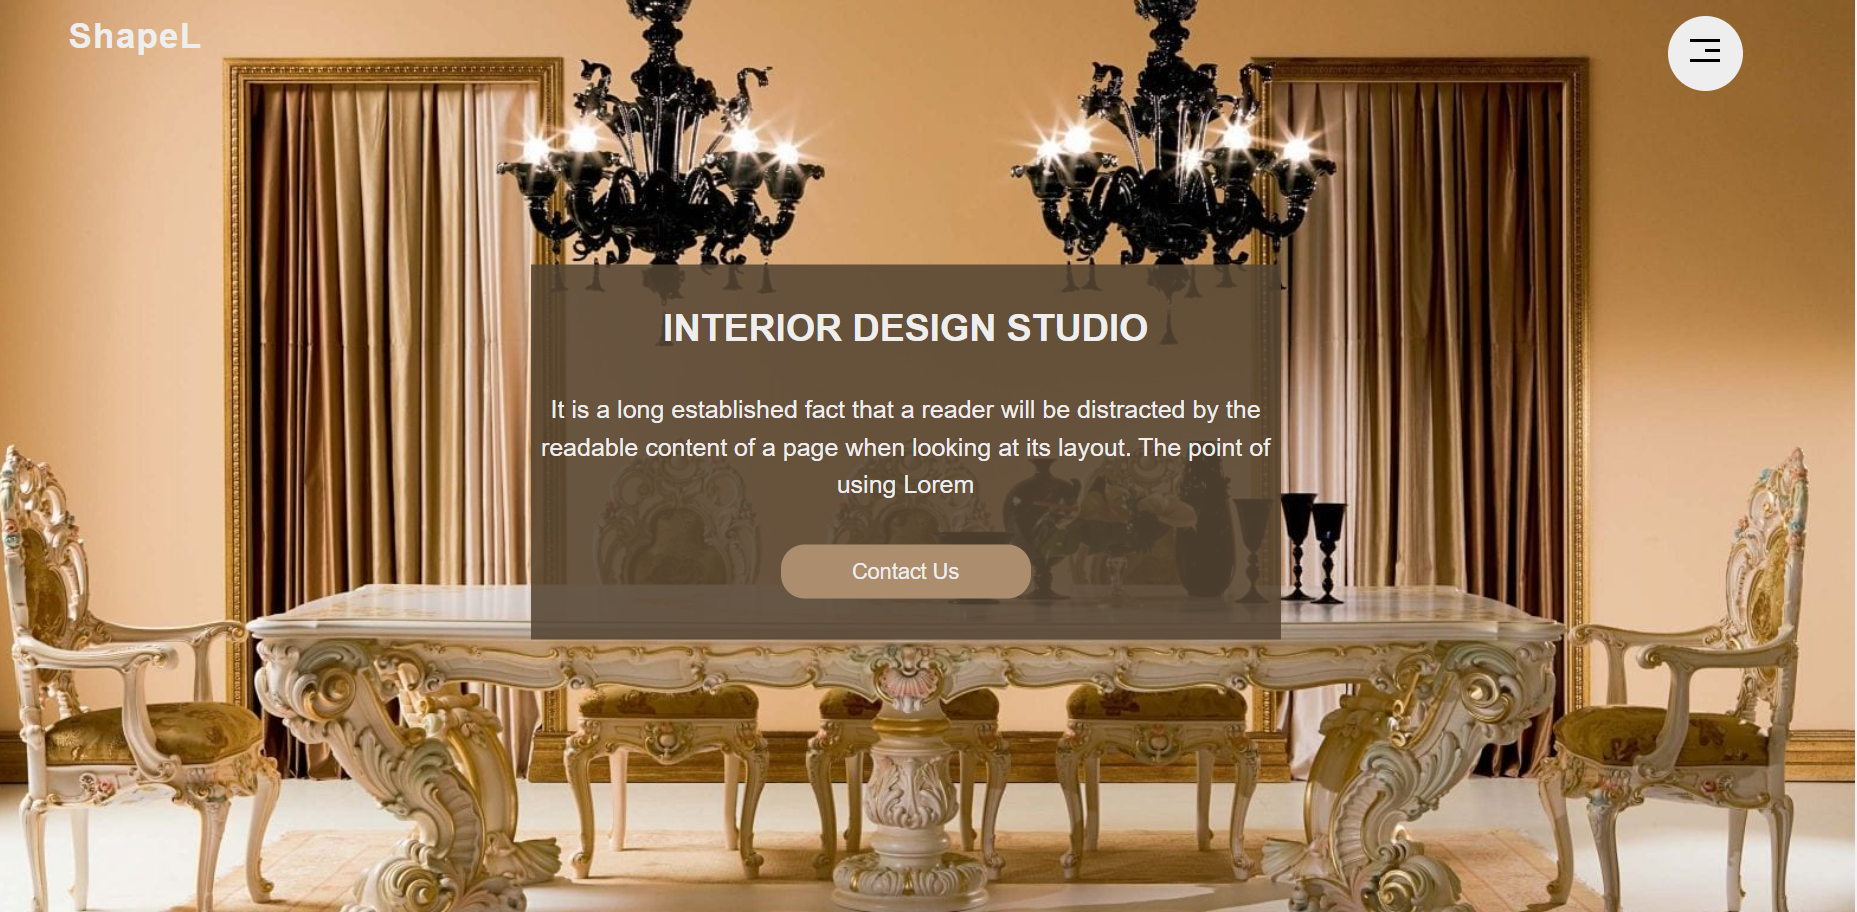 ShapeL
INTERIOR DESIGN STUDIO
It is a long established fact that a reader will be distracted by the
readable content of a page when looking at its layout. The point of
using Lorem
Contact Us